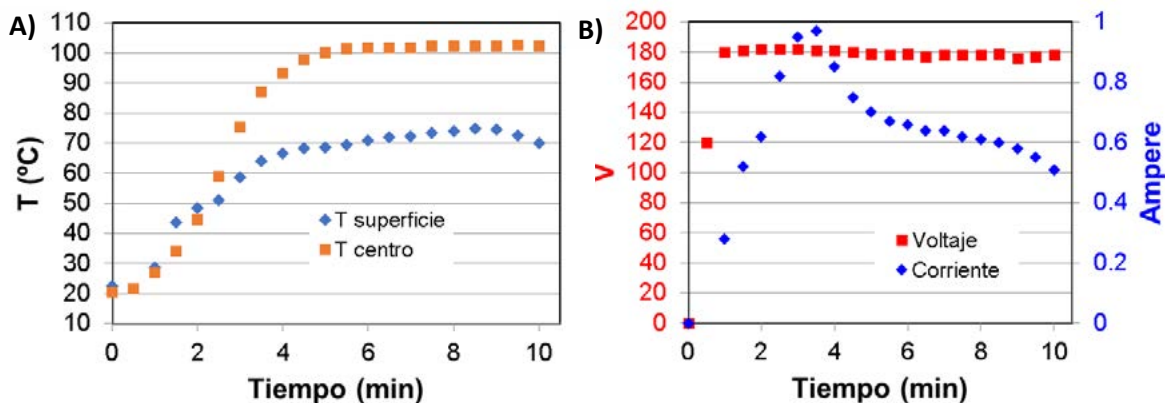 A)
T (ºC)
110
100
90
80
70
60
50
40
30
20
10
T superficie
T centro
0 2 4 6 8 10
Tiempo (min)
B)
V
200
180
160
140
120
100
80
60
40
20
0
Voltaje
Corriente
1
0.8
0.6
0.4
0.2
0
Ampere
0 2 4 6 8 10
Tiempo (min)